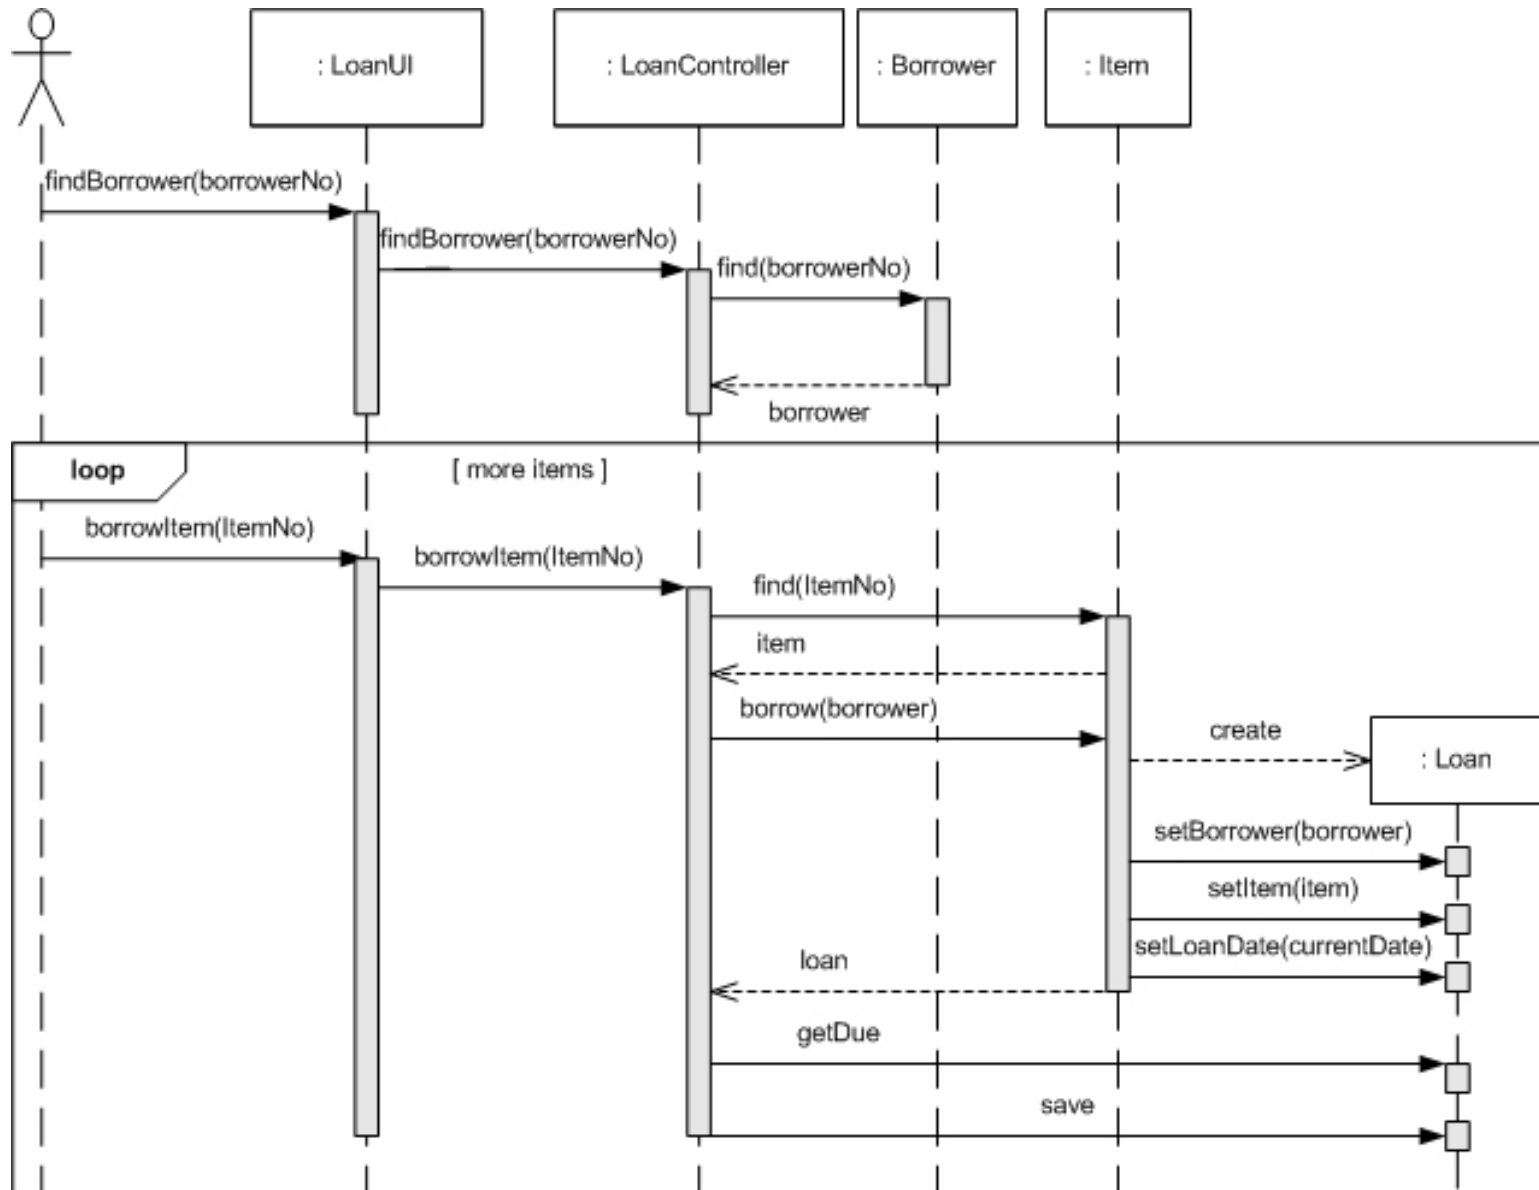 : LoanUI
: LoanController
: Borrower
: Item
findBorrower(borrowerNo)
findBorrower(borrowerNo)
find(borrowerNo)
borrower
loop
[ more items ]
borrowItem(ItemNo)
borrowItem(ItemNo)
find(ItemNo)
item
borrow(borrower)
create
: Loan
setBorrower(borrower)
setItem(item)
setLoanDate(currentDate)
loan
getDue
save